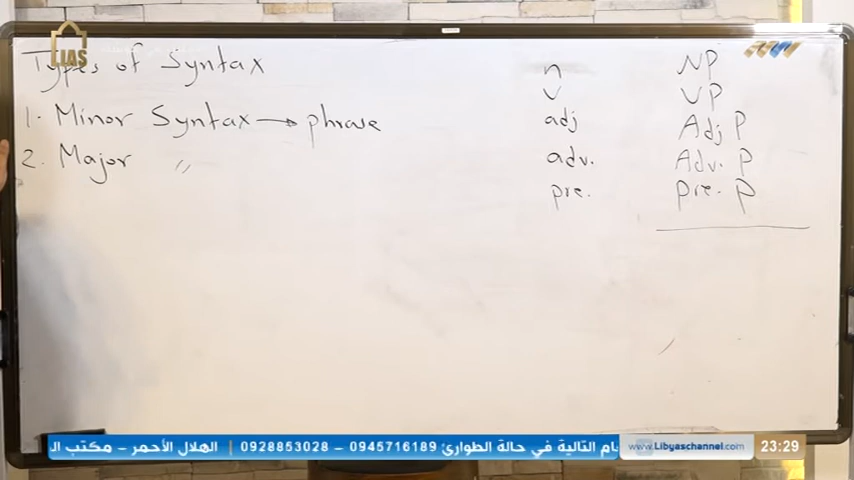 LIAS
Types of Syntax
1. Minor Syntax → phrase
2. Major 〃
n NP
v VP
adj Adj P
adv. Adv. P
pre. Pre. P
ام التالية في حالة الطوارئ 0945716189 – 0928853028 | الهلال الأحمر – مكتب ال
www.Libyaschannel.com
23:29